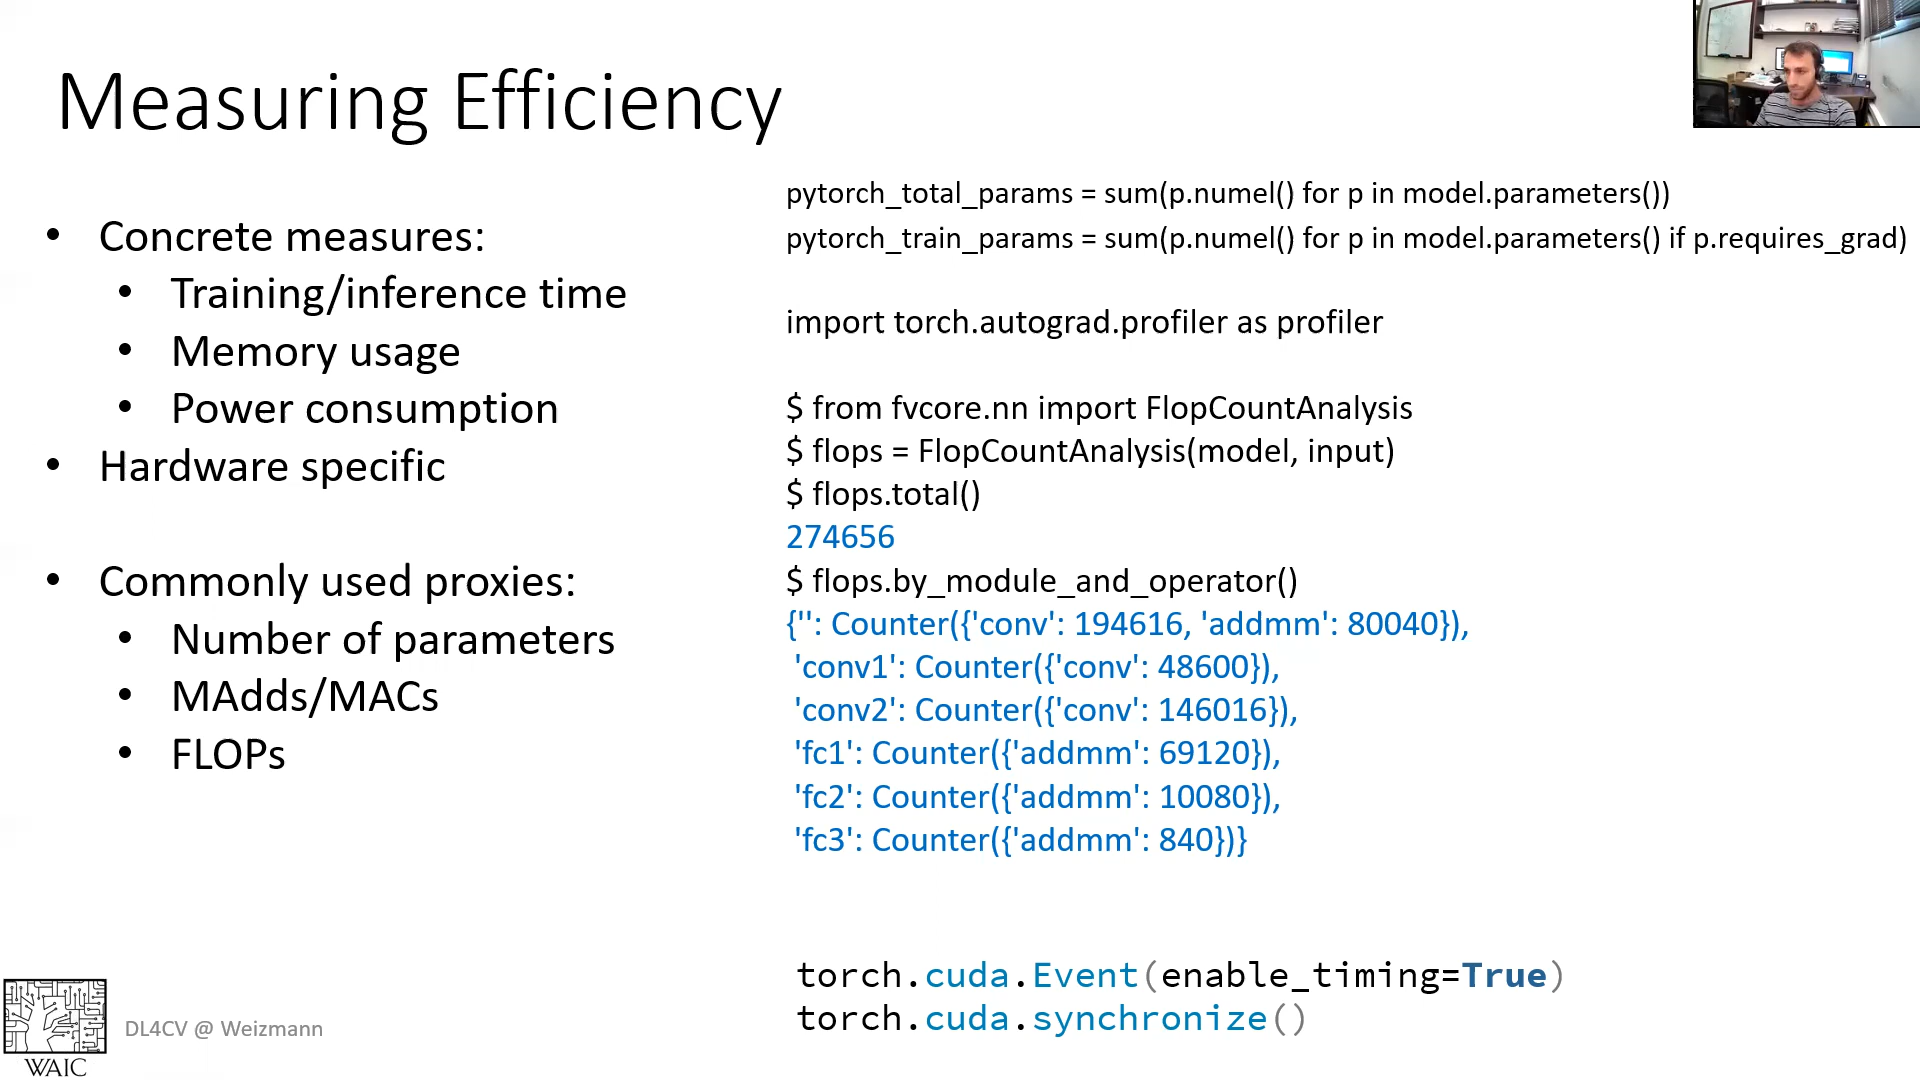 Measuring Efficiency
• Concrete measures:
• Training/inference time
• Memory usage
• Power consumption
• Hardware specific
• Commonly used proxies:
• Number of parameters
• MAdds/MACs
• FLOPs
pytorch_total_params = sum(p.numel() for p in model.parameters())
pytorch_train_params = sum(p.numel() for p in model.parameters() if p.requires_grad)
import torch.autograd.profiler as profiler
$ from fvcore.nn import FlopCountAnalysis
$ flops = FlopCountAnalysis(model, input)
$ flops.total()
274656
$ flops.by_module_and_operator()
{'': Counter({'conv': 194616, 'addmm': 80040}),
'conv1': Counter({'conv': 48600}),
'conv2': Counter({'conv': 146016}),
'fc1': Counter({'addmm': 69120}),
'fc2': Counter({'addmm': 10080}),
'fc3': Counter({'addmm': 840})}
torch.cuda.Event(enable_timing=True)
torch.cuda.synchronize()
WAIC
DL4CV @ Weizmann